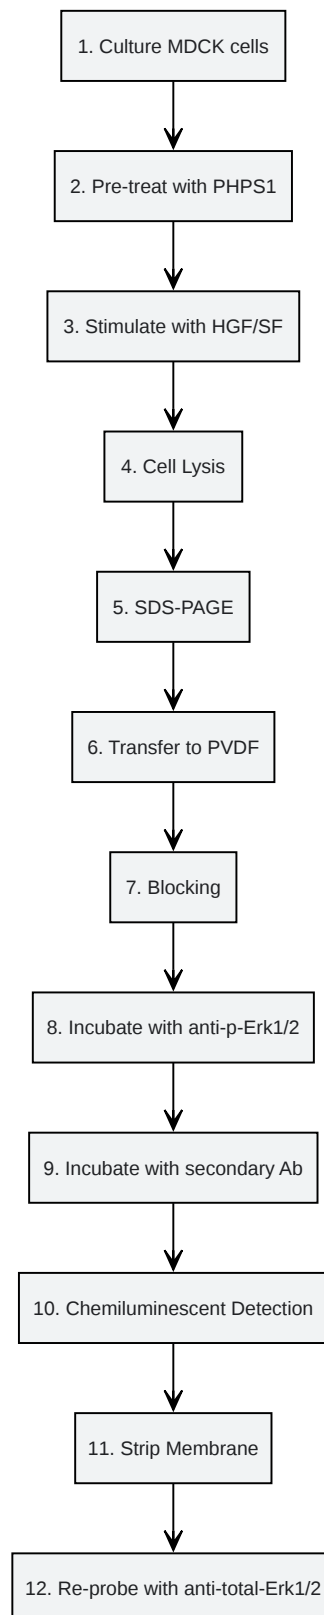 1. Culture MDCK cells
2. Pre-treat with PHPS1
3. Stimulate with HGF/SF
4. Cell Lysis
5. SDS-PAGE
6. Transfer to PVDF
7. Blocking
8. Incubate with anti-p-Erk1/2
9. Incubate with secondary Ab
10. Chemiluminescent Detection
11. Strip Membrane
12. Re-probe with anti-total-Erk1/2